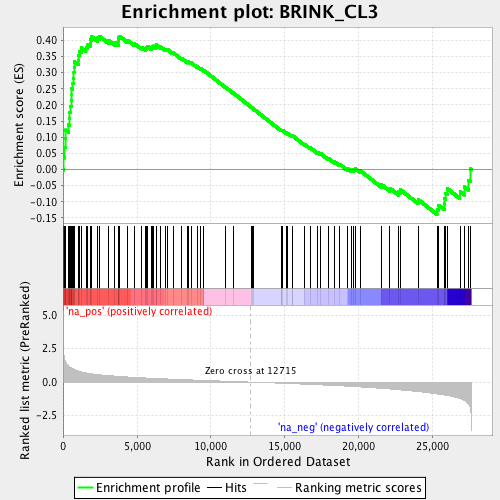 Enrichment plot: BRINK_CL3
Enrichment score (ES)
0.40
0.35
0.30
0.25
0.20
0.15
0.10
0.05
0.00
-0.05
-0.10
-0.15
'na_pos' (positively correlated)
Ranked list metric (PreRanked)
5.0
2.5
0.0
-2.5
Zero cross at 12715
'na_neg' (negatively correlated)
0
5,000
10,000
15,000
20,000
25,000
Rank in Ordered Dataset
Enrichment profile
Hits
Ranking metric scores